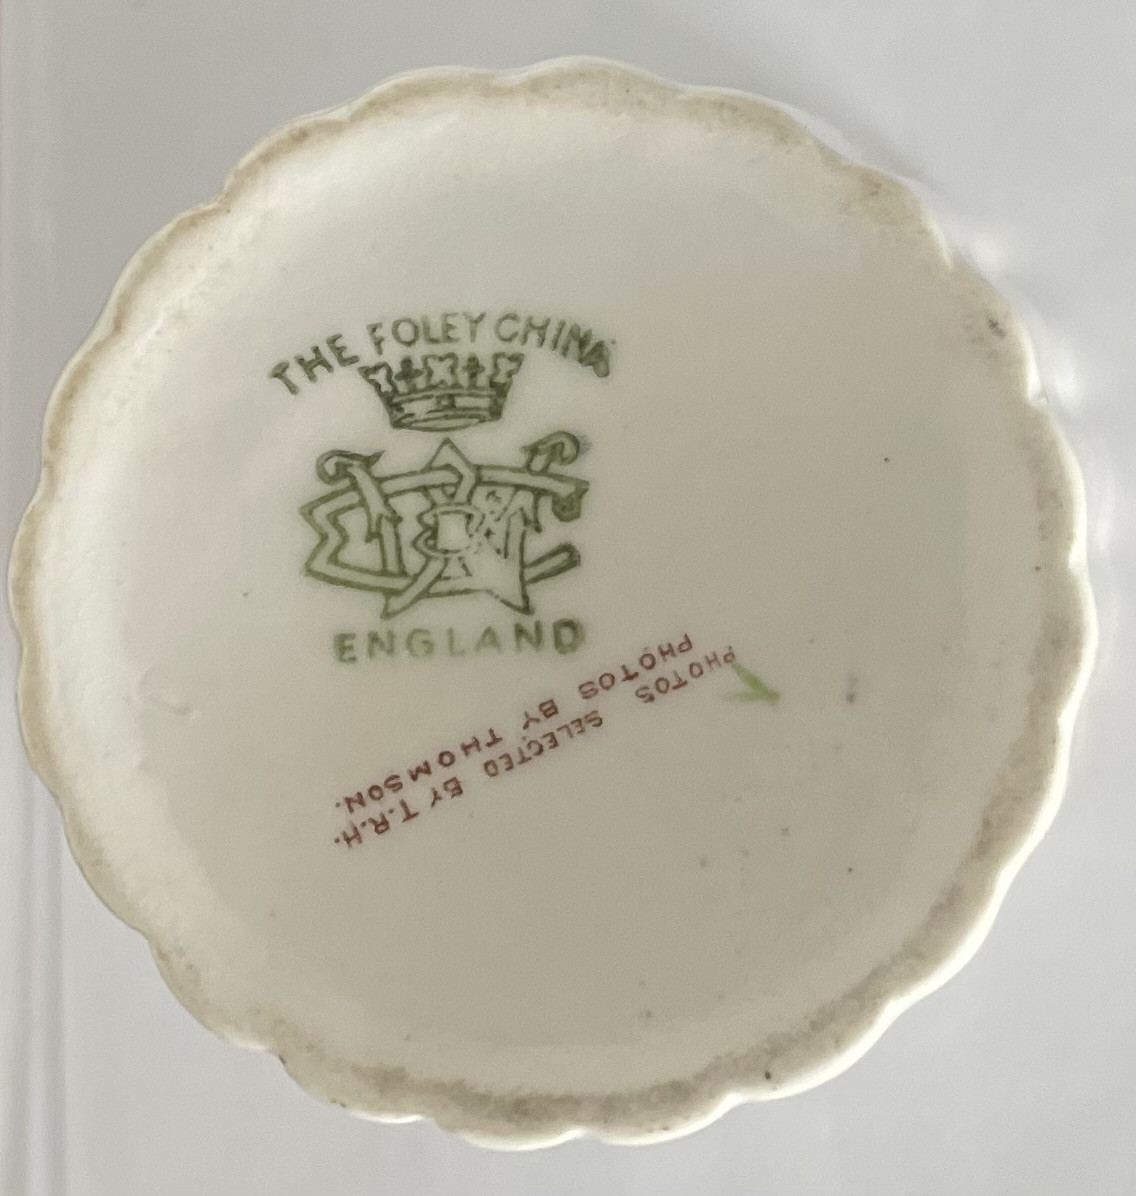 THE FOLEY CHINA
ENGLAND
PHOTOS SELECTED BY T.R.H.
PHOTOS BY THOMSON.